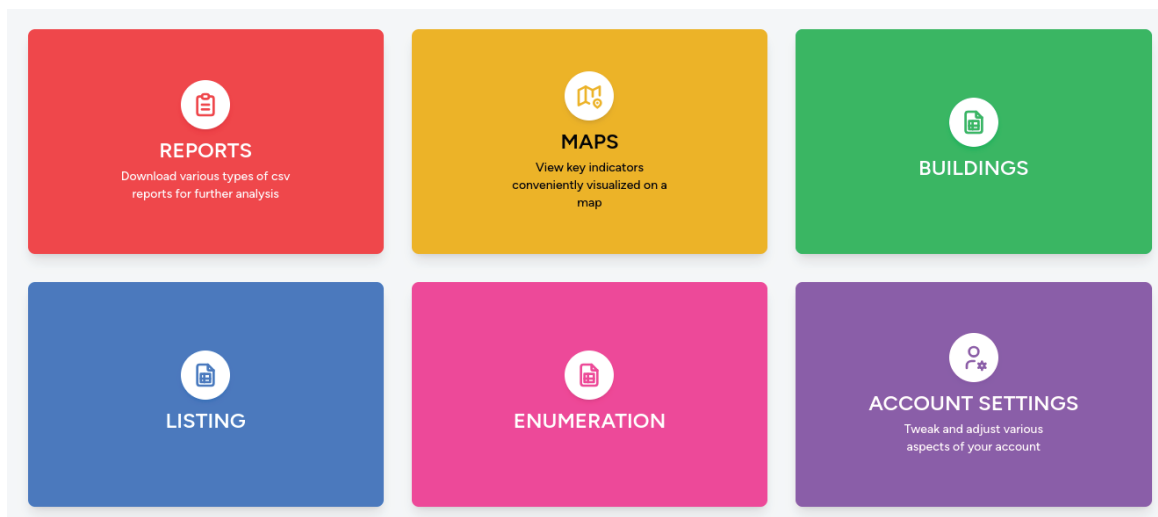 REPORTS
Download various types of csv
reports for further analysis
MAPS
View key indicators
conveniently visualized on a
map
BUILDINGS
LISTING
ENUMERATION
ACCOUNT SETTINGS
Tweak and adjust various
aspects of your account